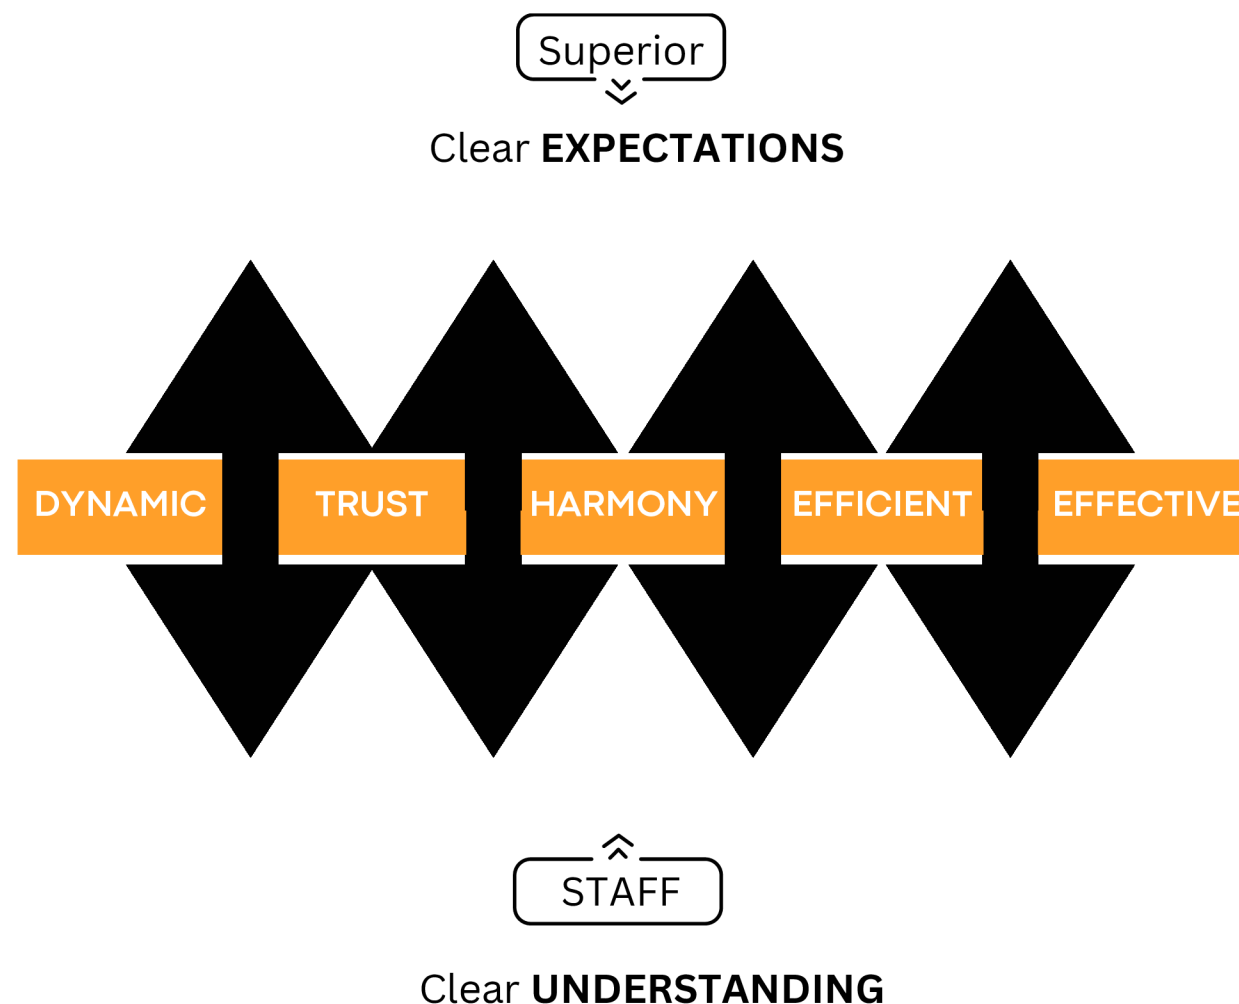 Superior
Clear EXPECTATIONS
DYNAMIC
TRUST
HARMONY
EFFICIENT
EFFECTIVE
STAFF
Clear UNDERSTANDING